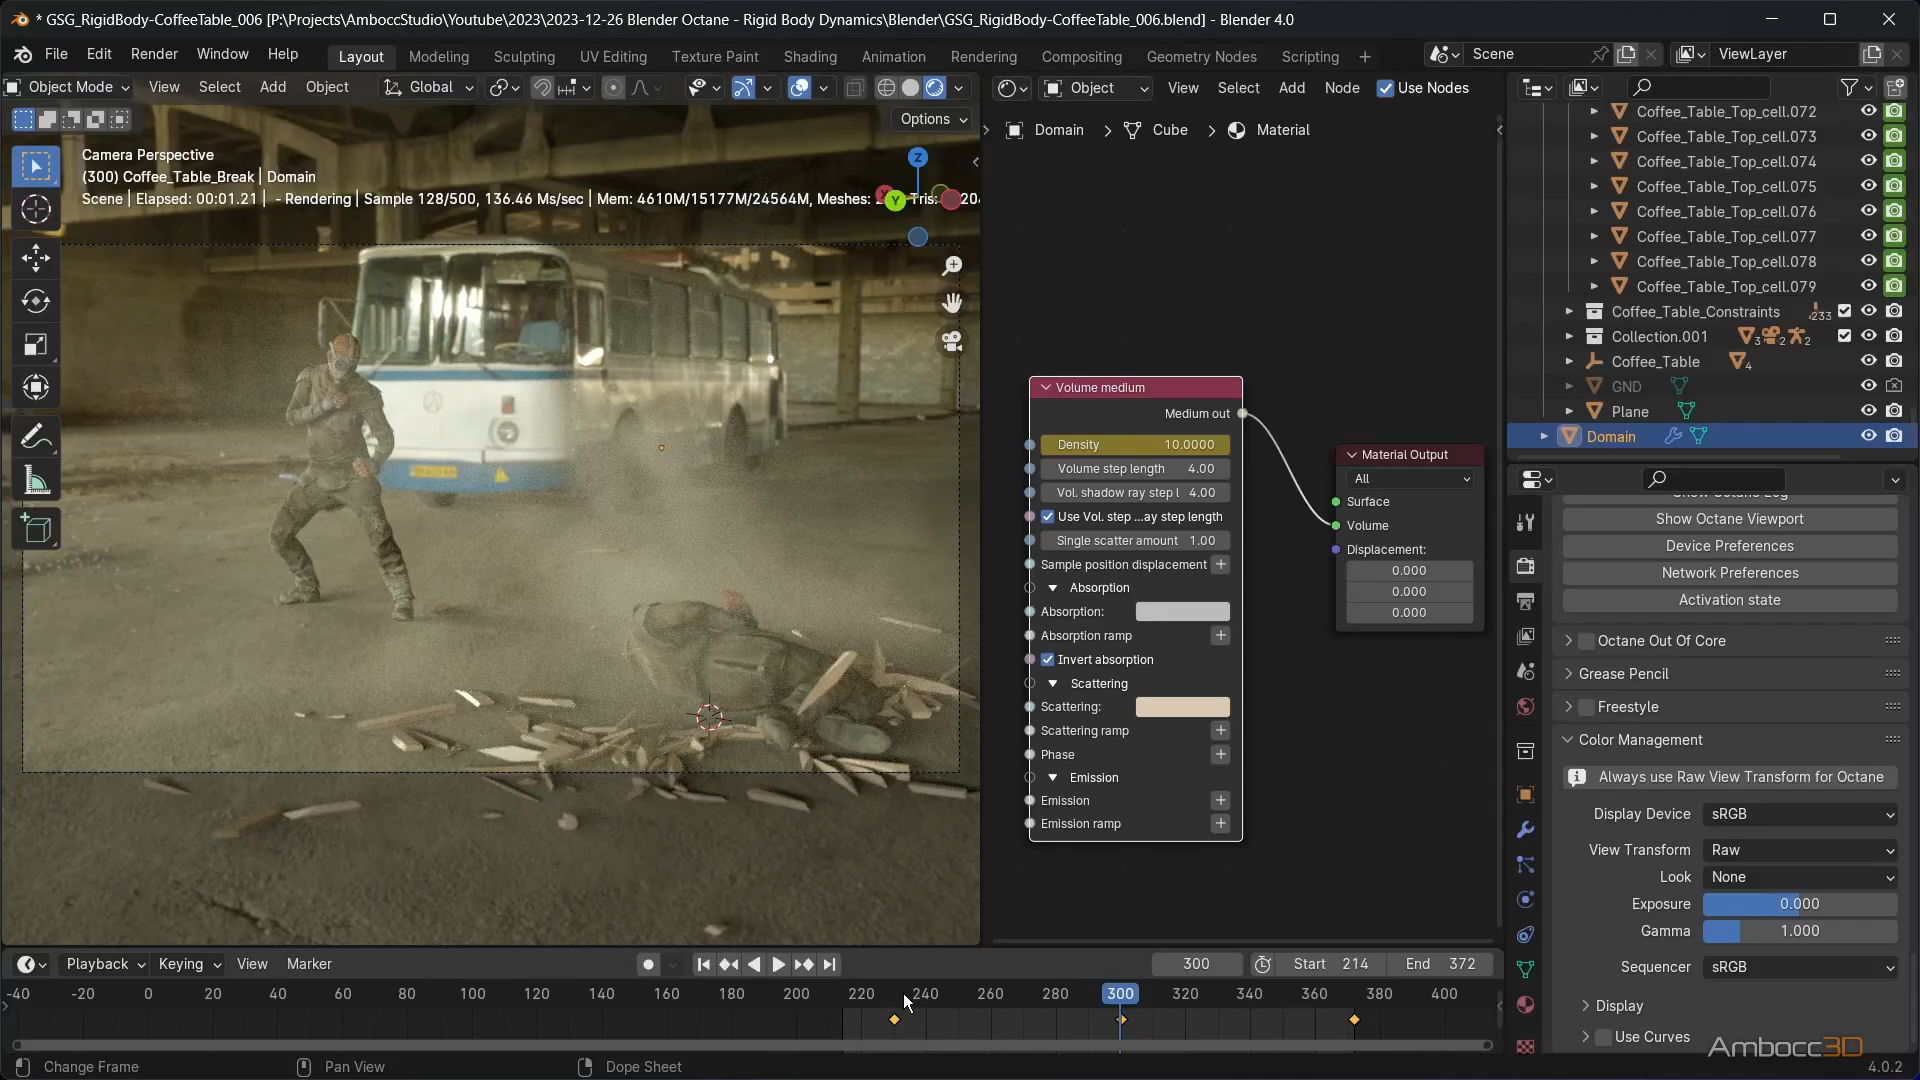 * GSG_RigidBody-CoffeeTable_006 [P:\Projects\AmboccStudio\Youtube\2023\2023-12-26 Blender Octane - Rigid Body Dynamics\Blender\GSG_RigidBody-CoffeeTable_006.blend] - Blender 4.0
File Edit Render Window Help Layout Modeling Sculpting UV Editing Texture Paint Shading Animation Rendering Compositing Geometry Nodes Scripting + Scene ViewLayer
Object Mode View Select Add Object Global
Options
Camera Perspective
(300) Coffee_Table_Break | Domain
Scene | Elapsed: 00:01.21 | - Rendering | Sample 128/500, 136.46 Ms/sec | Mem: 4610M/15177M/24564M, Meshes:
Tris:
Z
Y
Object View Select Add Node Use Nodes
Domain > Cube > Material
Volume medium
Medium out
Density 10.0000
Volume step length 4.00
Vol. shadow ray step l 4.00
Use Vol. step ...ay step length
Single scatter amount 1.00
Sample position displacement
Absorption
Absorption:
Absorption ramp
Invert absorption
Scattering
Scattering:
Scattering ramp
Phase
Emission
Emission
Emission ramp
Material Output
All
Surface
Volume
Displacement:
0.000
0.000
0.000
Coffee_Table_Top_cell.072
Coffee_Table_Top_cell.073
Coffee_Table_Top_cell.074
Coffee_Table_Top_cell.075
Coffee_Table_Top_cell.076
Coffee_Table_Top_cell.077
Coffee_Table_Top_cell.078
Coffee_Table_Top_cell.079
Coffee_Table_Constraints 233
Collection.001 3 2 2
Coffee_Table 4
GND
Plane
Domain
Show Octane Viewport
Device Preferences
Network Preferences
Activation state
Octane Out Of Core
Grease Pencil
Freestyle
Color Management
Always use Raw View Transform for Octane
Display Device sRGB
View Transform Raw
Look None
Exposure 0.000
Gamma 1.000
Sequencer sRGB
Display
Use Curves
Ambocc3D
Playback Keying View Marker 300 Start 214 End 372
-40 -20 0 20 40 60 80 100 120 140 160 180 200 220 240 260 280 300 320 340 360 380 400
Change Frame Pan View Dope Sheet 4.0.2